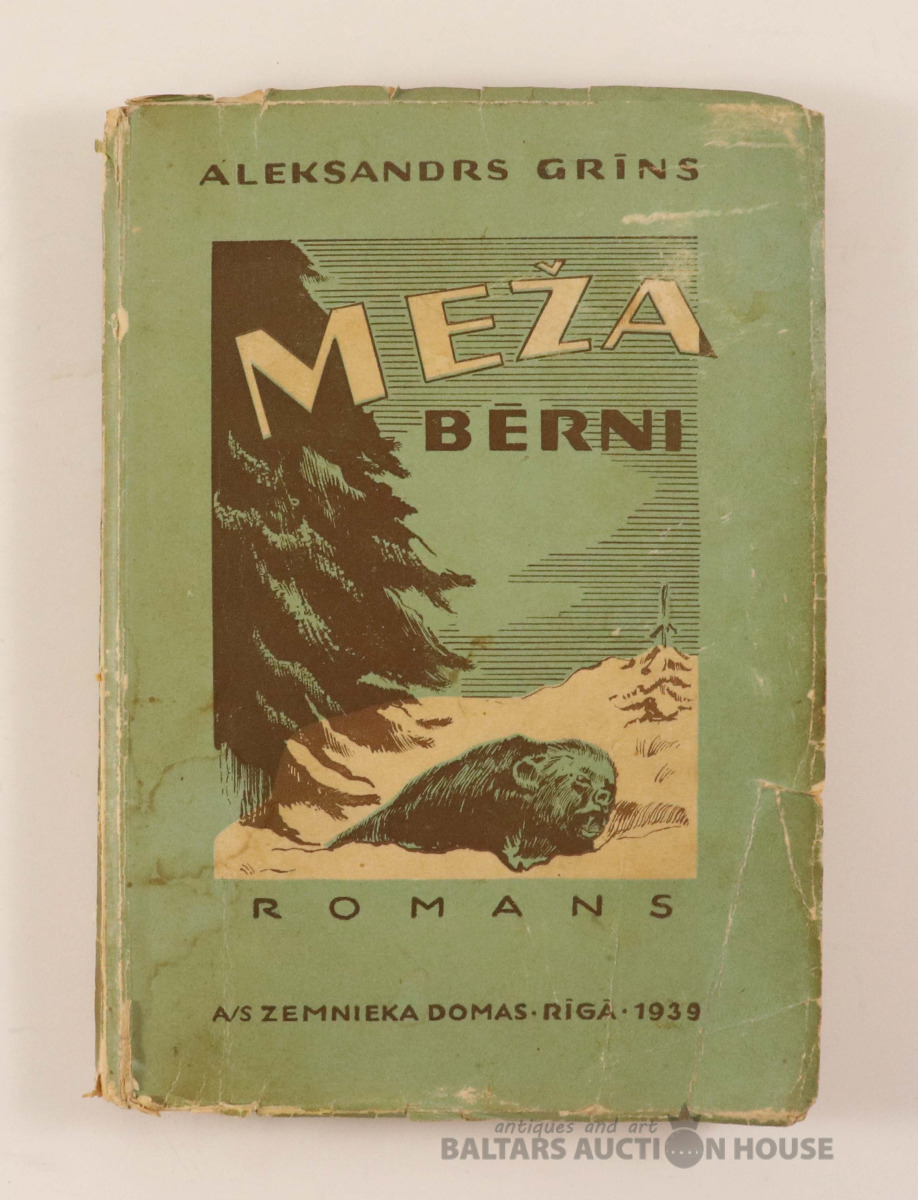 ALEKSANDRS GRĪNS
MEŽA
BĒRNI
ROMANS
A/S ZEMNIEKA DOMAS·RĪGĀ·1939
antiques and art
BALTARS AUCTION HOUSE